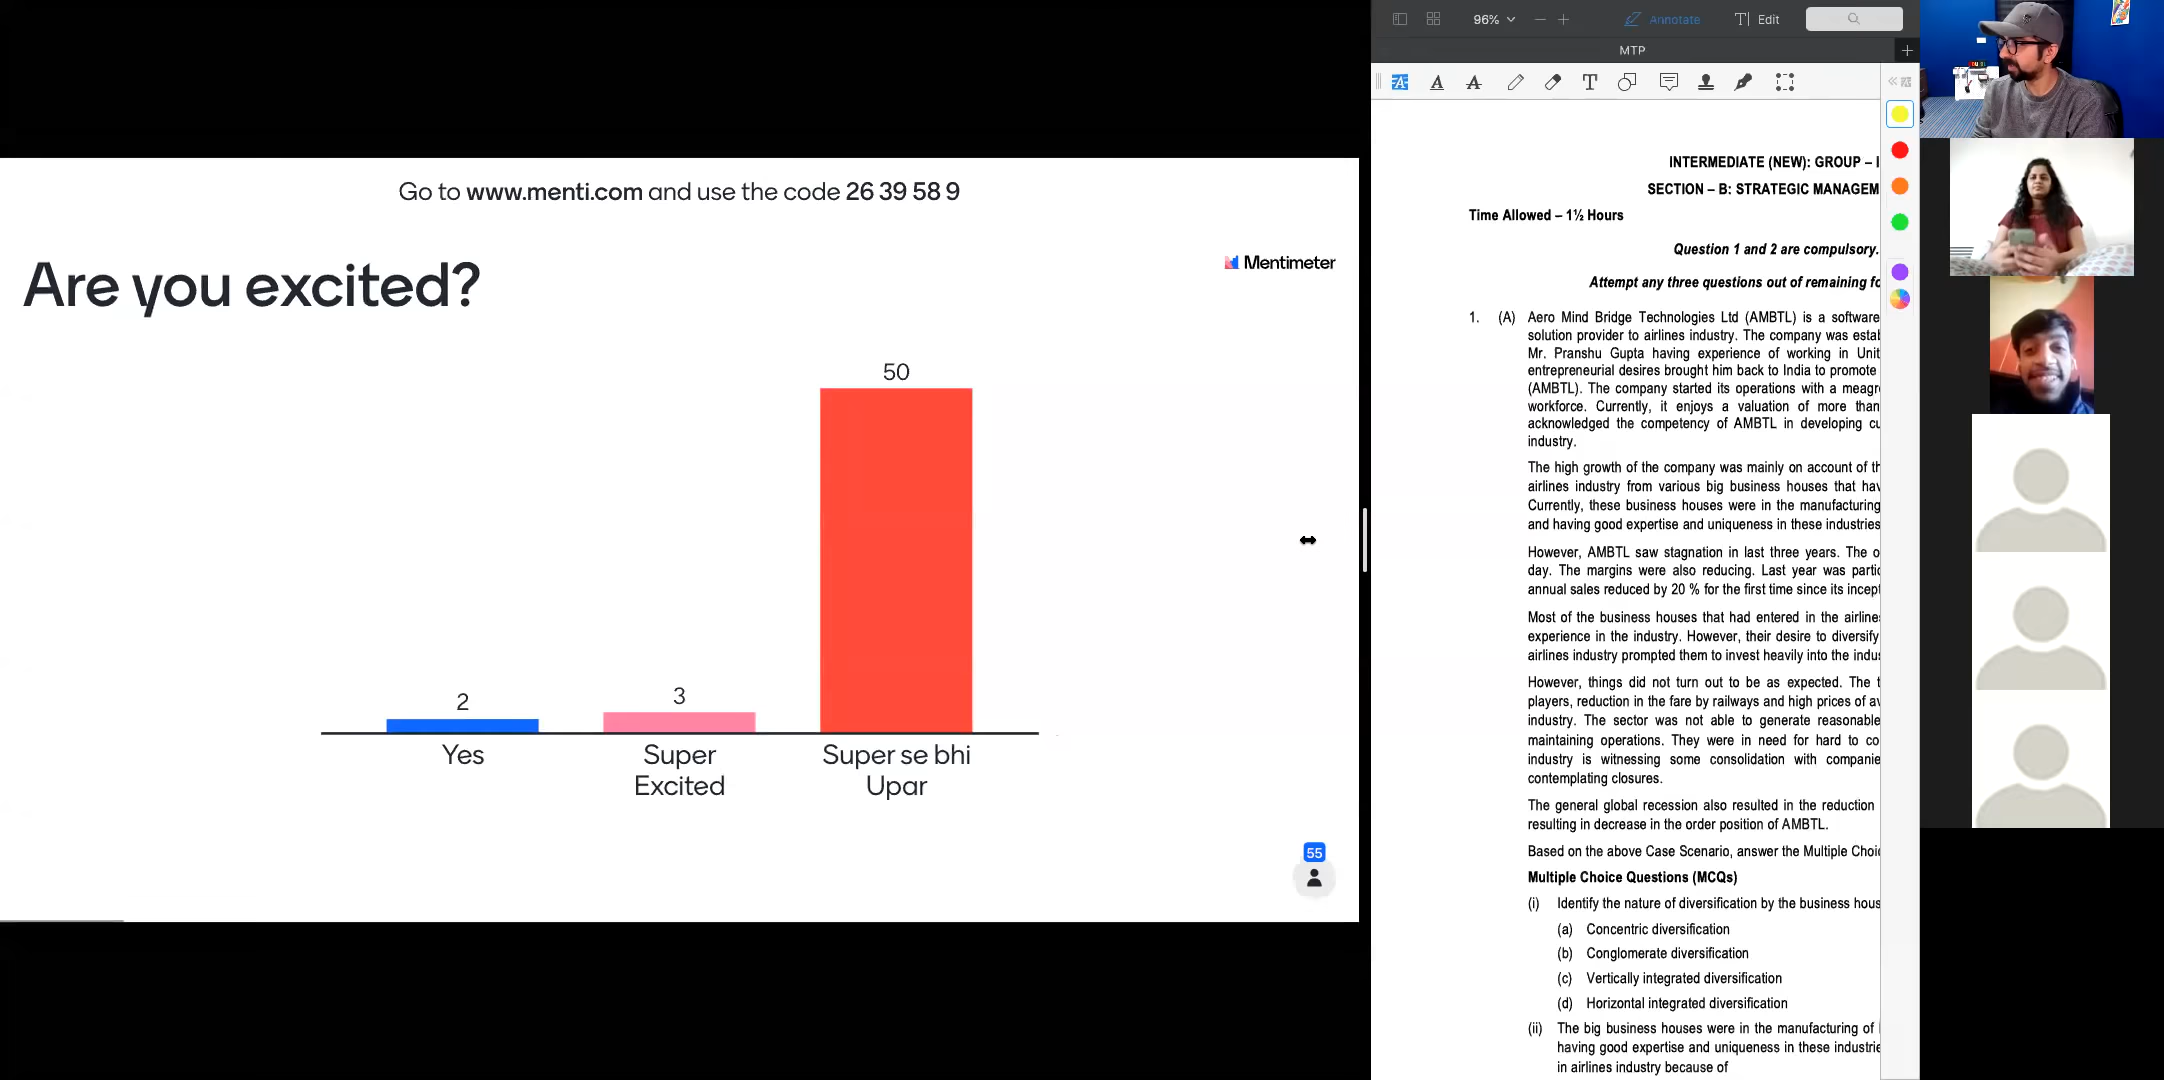 Go to www.menti.com and use the code 26 39 58 9
Are you excited?
Mentimeter
50
2
3
Yes
Super
Excited
Super se bhi
Upar
55
96%
Annotate
T| Edit
MTP
INTERMEDIATE (NEW): GROUP – I
SECTION – B: STRATEGIC MANAGEM
Time Allowed – 1½ Hours
Question 1 and 2 are compulsory.
Attempt any three questions out of remaining fo
1. (A) Aero Mind Bridge Technologies Ltd (AMBTL) is a software
solution provider to airlines industry. The company was estab
Mr. Pranshu Gupta having experience of working in Unit
entrepreneurial desires brought him back to India to promote
(AMBTL). The company started its operations with a meagre
workforce. Currently, it enjoys a valuation of more than
acknowledged the competency of AMBTL in developing cu
industry.
The high growth of the company was mainly on account of th
airlines industry from various big business houses that hav
Currently, these business houses were in the manufacturing
and having good expertise and uniqueness in these industries
However, AMBTL saw stagnation in last three years. The o
day. The margins were also reducing. Last year was partic
annual sales reduced by 20 % for the first time since its incept
Most of the business houses that had entered in the airlines
experience in the industry. However, their desire to diversify
airlines industry prompted them to invest heavily into the indus
However, things did not turn out to be as expected. The t
players, reduction in the fare by railways and high prices of av
industry. The sector was not able to generate reasonable
maintaining operations. They were in need for hard to co
industry is witnessing some consolidation with companie
contemplating closures.
The general global recession also resulted in the reduction
resulting in decrease in the order position of AMBTL.
Based on the above Case Scenario, answer the Multiple Choic
Multiple Choice Questions (MCQs)
(i) Identify the nature of diversification by the business hous
(a) Concentric diversification
(b) Conglomerate diversification
(c) Vertically integrated diversification
(d) Horizontal integrated diversification
(ii) The big business houses were in the manufacturing of
having good expertise and uniqueness in these industrie
in airlines industry because of